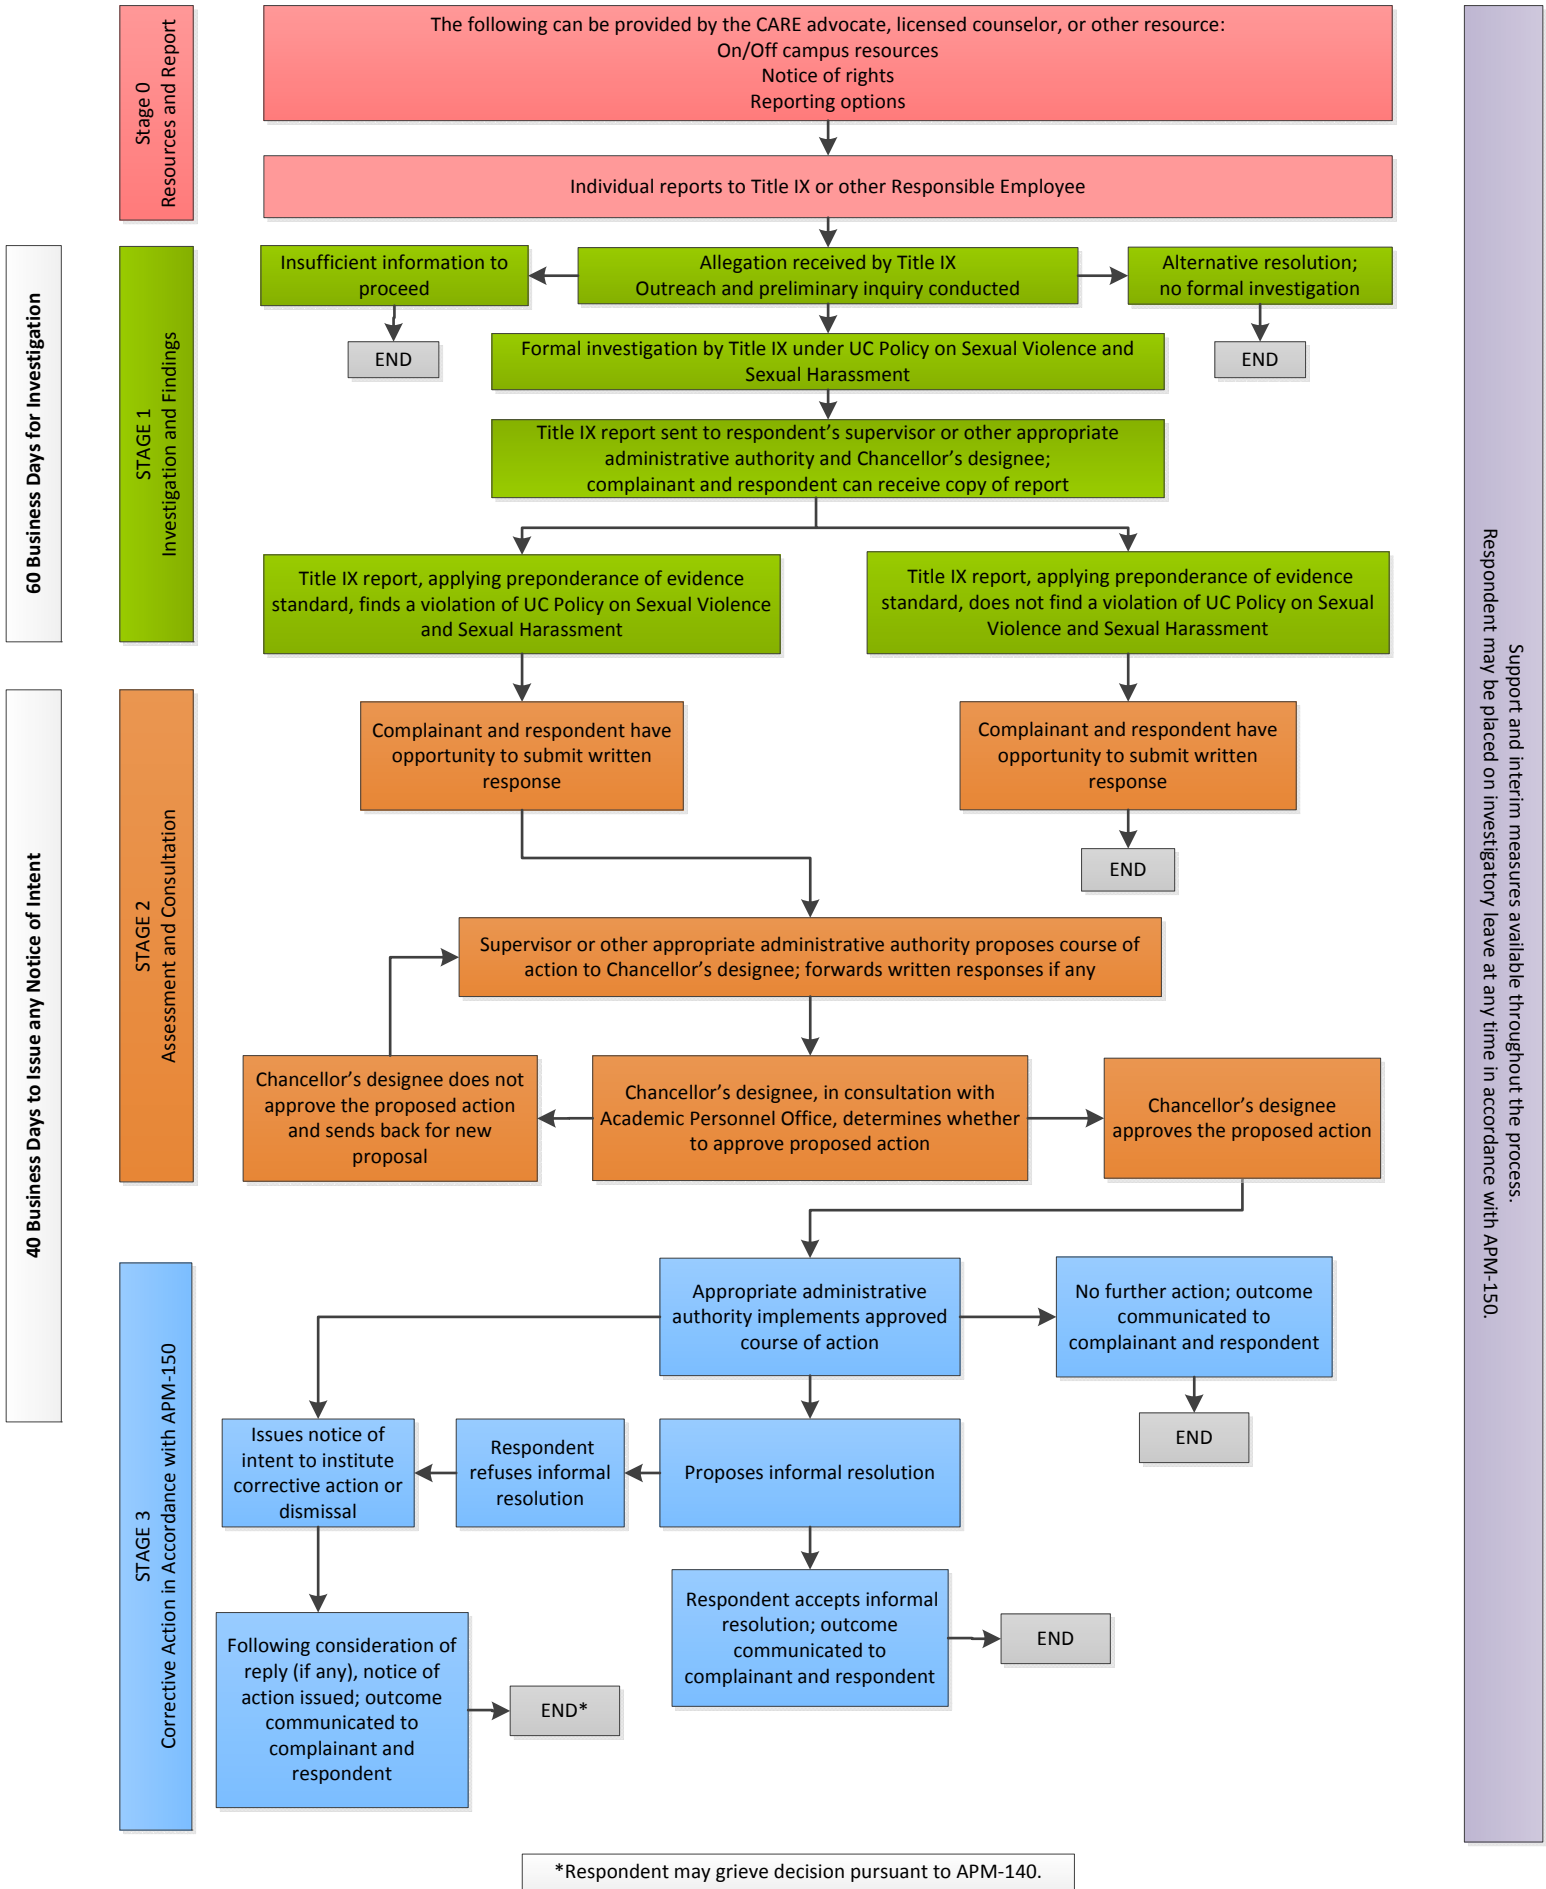 Stage 0
Resources and Report
The following can be provided by the CARE advocate, licensed counselor, or other resource:
On/Off campus resources
Notice of rights
Reporting options
Individual reports to Title IX or other Responsible Employee
60 Business Days for Investigation
STAGE 1
Investigation and Findings
Insufficient information to
proceed
Allegation received by Title IX
Outreach and preliminary inquiry conducted
Alternative resolution;
no formal investigation
END
Formal investigation by Title IX under UC Policy on Sexual Violence and
Sexual Harassment
END
Title IX report sent to respondent’s supervisor or other appropriate
administrative authority and Chancellor’s designee;
complainant and respondent can receive copy of report
Title IX report, applying preponderance of evidence
standard, finds a violation of UC Policy on Sexual Violence
and Sexual Harassment
Title IX report, applying preponderance of evidence
standard, does not find a violation of UC Policy on Sexual
Violence and Sexual Harassment
40 Business Days to Issue any Notice of Intent
STAGE 2
Assessment and Consultation
Complainant and respondent have
opportunity to submit written
response
Complainant and respondent have
opportunity to submit written
response
END
Supervisor or other appropriate administrative authority proposes course of
action to Chancellor’s designee; forwards written responses if any
Chancellor’s designee does not
approve the proposed action
and sends back for new
proposal
Chancellor’s designee, in consultation with
Academic Personnel Office, determines whether
to approve proposed action
Chancellor’s designee
approves the proposed action
STAGE 3
Corrective Action in Accordance with APM-150
Appropriate administrative
authority implements approved
course of action
No further action; outcome
communicated to
complainant and respondent
END
Issues notice of
intent to institute
corrective action or
dismissal
Respondent
refuses informal
resolution
Proposes informal resolution
Respondent accepts informal
resolution; outcome
communicated to
complainant and respondent
END
Following consideration of
reply (if any), notice of
action issued; outcome
communicated to
complainant and
respondent
END*
Support and interim measures available throughout the process.
Respondent may be placed on investigatory leave at any time in accordance with APM-150.
*Respondent may grieve decision pursuant to APM-140.